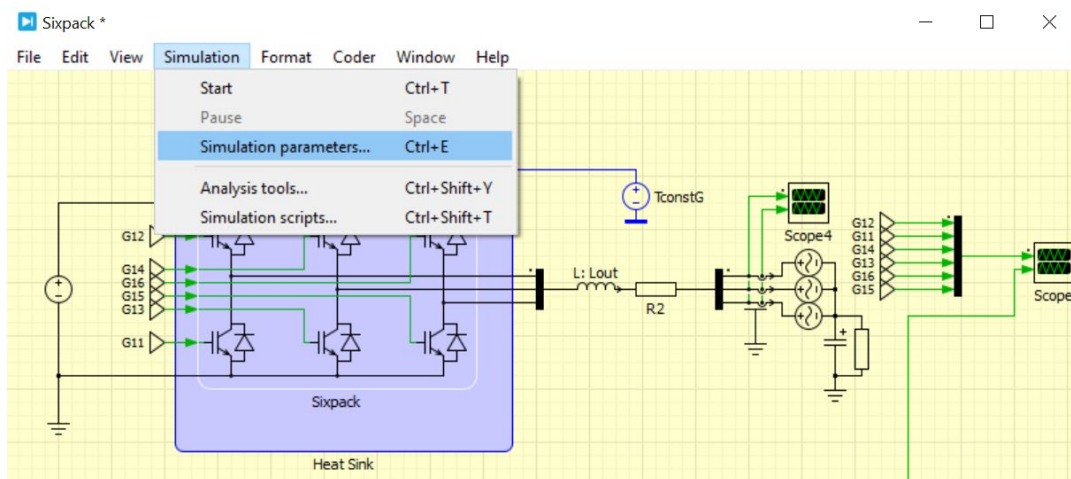 Sixpack *
File Edit View Simulation Format Coder Window Help
Start Ctrl+T
Pause Space
Simulation parameters... Ctrl+E
Analysis tools... Ctrl+Shift+Y
Simulation scripts... Ctrl+Shift+T
TconstG
Scope4
G12
G11
G14
G13
G16
G15
Scope
G12
G14
G16
G15
G13
G11
L: Lout
R2
Sixpack
Heat Sink